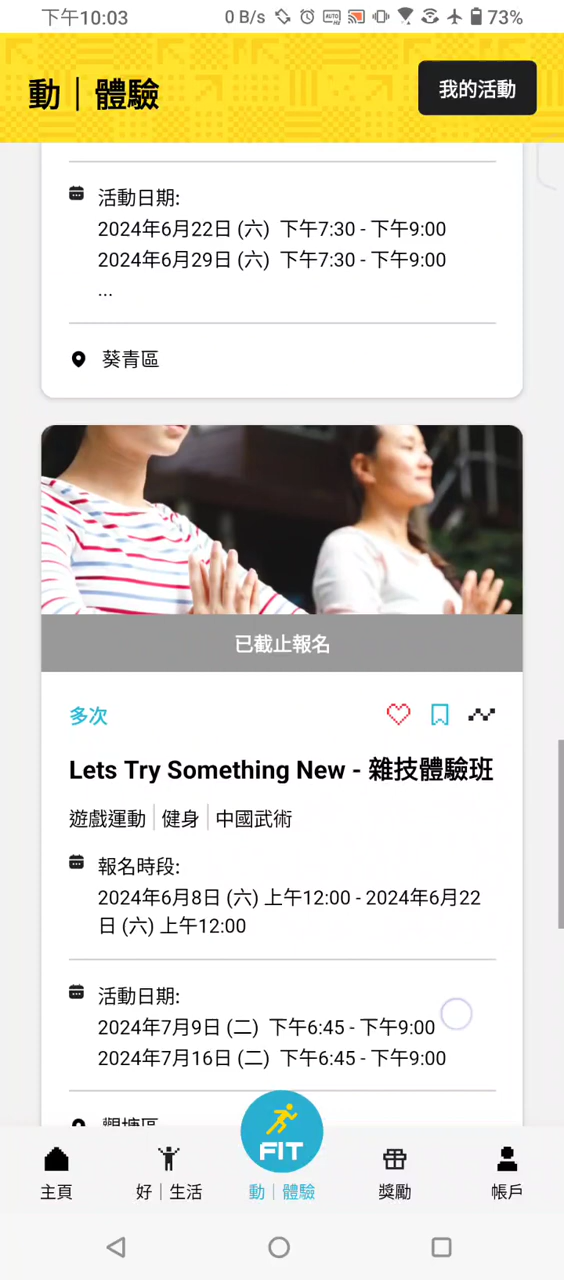 下午10:03 0 B/s 73%
動｜體驗
我的活動
活動日期:
2024年6月22日 (六) 下午7:30 - 下午9:00
2024年6月29日 (六) 下午7:30 - 下午9:00
...
葵青區
已截止報名
多次
Lets Try Something New - 雜技體驗班
遊戲運動 健身 中國武術
報名時段:
2024年6月8日 (六) 上午12:00 - 2024年6月22
日 (六) 上午12:00
活動日期:
2024年7月9日 (二) 下午6:45 - 下午9:00
2024年7月16日 (二) 下午6:45 - 下午9:00
觀塘區
FIT
主頁 好｜生活 動｜體驗 獎勵 帳戶